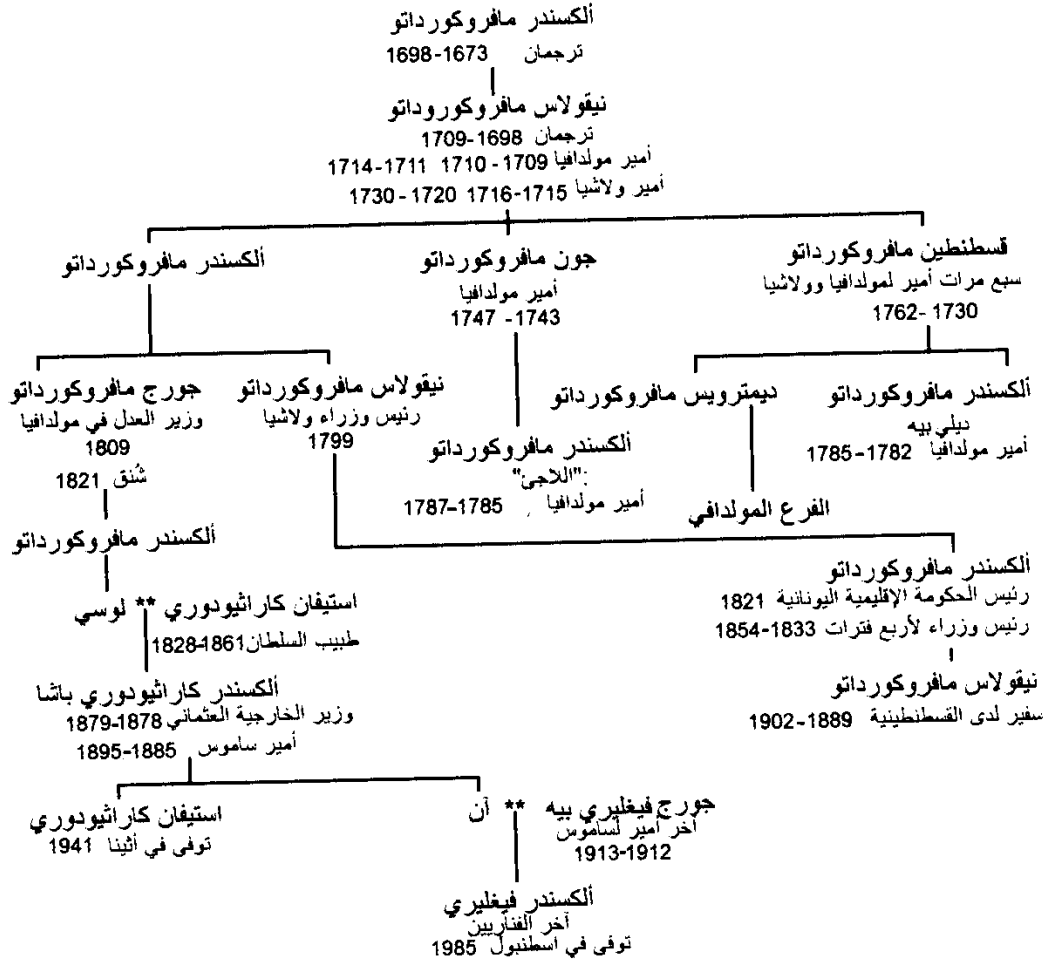 ألكسندر مافروكورداتو
ترجمان 1673-1698
نيقولاس مافروكوروداتو
ترجمان 1698-1709
أمير مولدافيا 1709-1710 1711-1714
أمير ولاشيا 1715-1716 1720-1730
قسطنطين مافروكورداتو
سبع مرات أمير لمولدافيا وولاشيا
1730-1762
جون مافروكورداتو
أمير مولدافيا
1743-1747
ألكسندر مافروكورداتو
ألكسندر مافروكورداتو
ديلي بيه
أمير مولدافيا 1782-1785
ديمترويس مافروكورداتو
الفرع المولدافي
ألكسندر مافروكورداتو
"اللاجئ":
أمير مولدافيا 1785-1787
نيقولاس مافروكورداتو
رئيس وزراء ولاشيا
1799
جورج مافروكورداتو
وزير العدل في مولدافيا
1809
شُنق 1821
ألكسندر مافروكورداتو
ألكسندر مافروكورداتو
رئيس الحكومة الإقليمية اليونانية 1821
رئيس وزراء لأربع فترات 1833-1854
نيقولاس مافروكورداتو
سفير لدى القسطنطينية 1889-1902
استيفان كاراثيودوري ** لوسي
طبيب السلطان 1828-1861
ألكسندر كاراثيودوري باشا
وزير الخارجية العثماني 1878-1879
أمير ساموس 1885-1895
جورج فيغليري بيه ** آن
آخر أمير لساموس
1912-1913
استيفان كاراثيودوري
توفى في أثينا 1941
ألكسندر فيغليري
آخر الفناريين
توفى في اسطنبول 1985